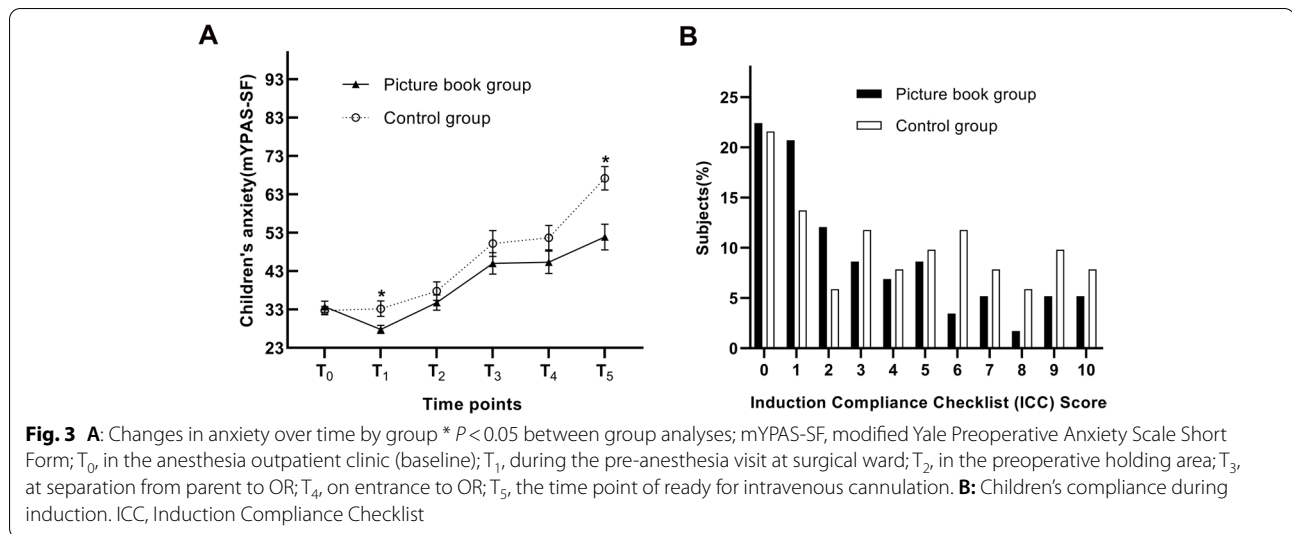 A
Children's anxiety(mYPAS-SF)
93
83
73
63
53
43
33
23
Picture book group
Control group
*
*
T₀ T₁ T₂ T₃ T₄ T₅
Time points
B
Subjects(%)
25
20
15
10
5
0
Picture book group
Control group
0 1 2 3 4 5 6 7 8 9 10
Induction Compliance Checklist (ICC) Score
Fig. 3 A: Changes in anxiety over time by group * P < 0.05 between group analyses; mYPAS-SF, modified Yale Preoperative Anxiety Scale Short
Form; T₀, in the anesthesia outpatient clinic (baseline); T₁, during the pre-anesthesia visit at surgical ward; T₂, in the preoperative holding area; T₃,
at separation from parent to OR; T₄, on entrance to OR; T₅, the time point of ready for intravenous cannulation. B: Children's compliance during
induction. ICC, Induction Compliance Checklist